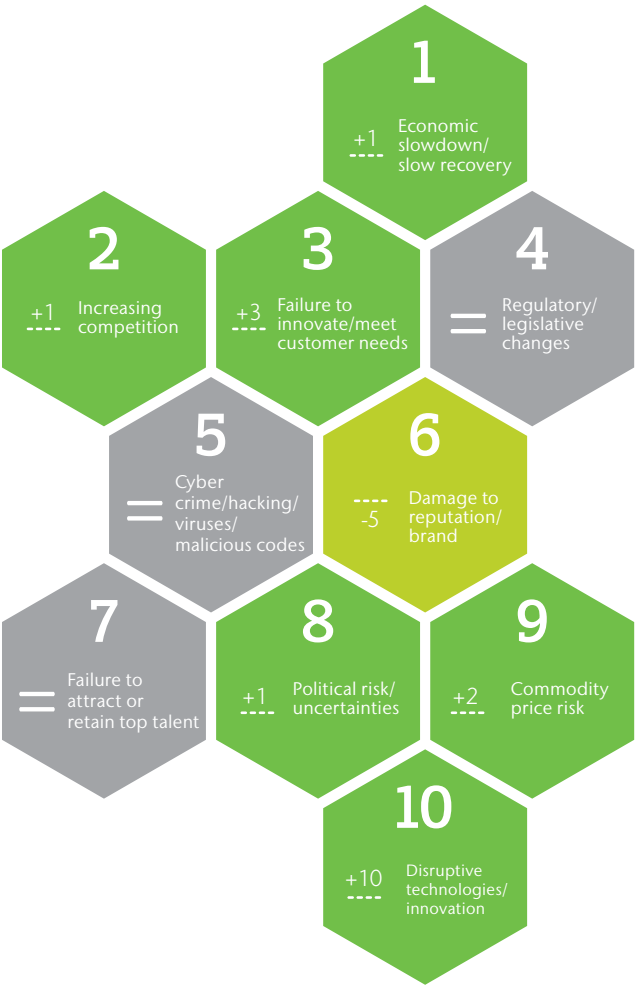 1
+1
Economic
slowdown/
slow recovery
2
+1
Increasing
competition
3
+3
Failure to
innovate/meet
customer needs
4
=
Regulatory/
legislative
changes
5
=
Cyber
crime/hacking/
viruses/
malicious codes
6
-5
Damage to
reputation/
brand
7
=
Failure to
attract or
retain top talent
8
+1
Political risk/
uncertainties
9
+2
Commodity
price risk
10
+10
Disruptive
technologies/
innovation